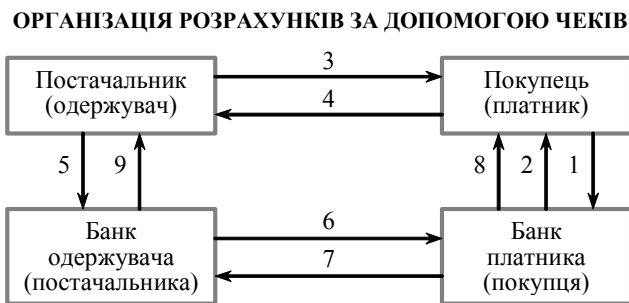 ОРГАНІЗАЦІЯ РОЗРАХУНКІВ ЗА ДОПОМОГОЮ ЧЕКІВ
Постачальник
(одержувач)
3
4
Покупець
(платник)
5
9
8
2
1
Банк
одержувача
(постачальника)
6
7
Банк
платника
(покупця)